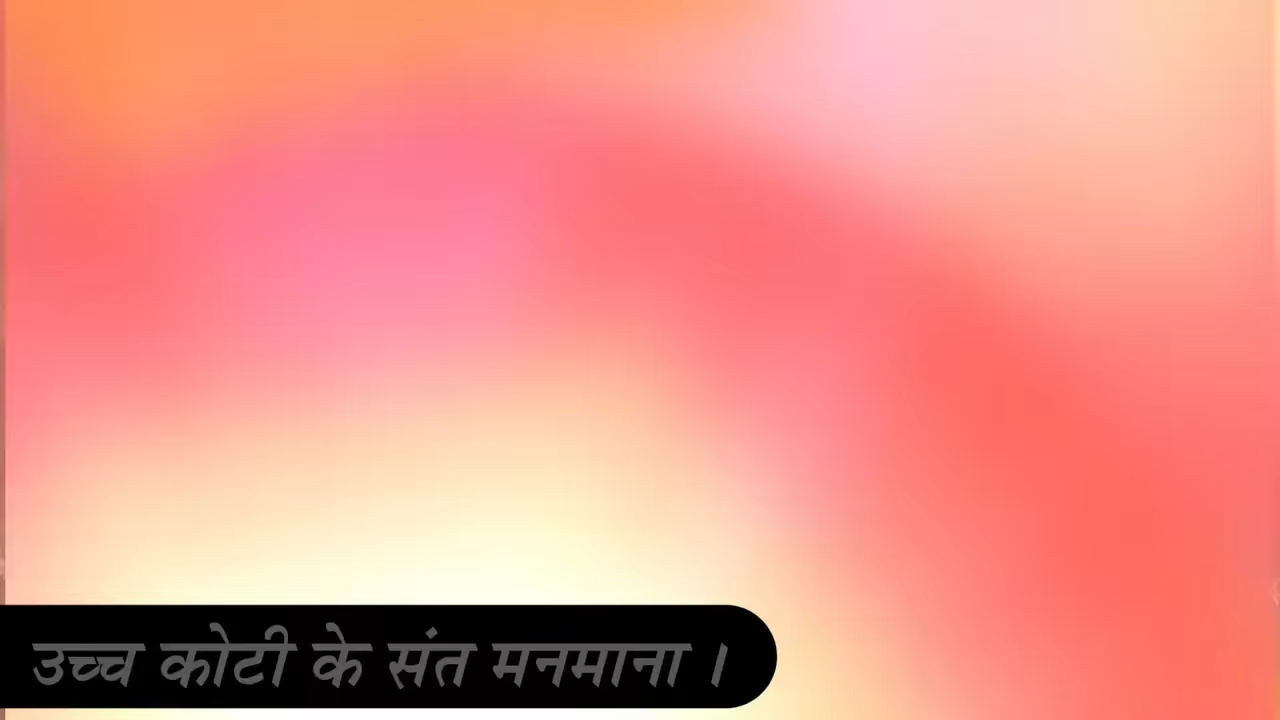 उच्च कोटी के संत मनमाना ।